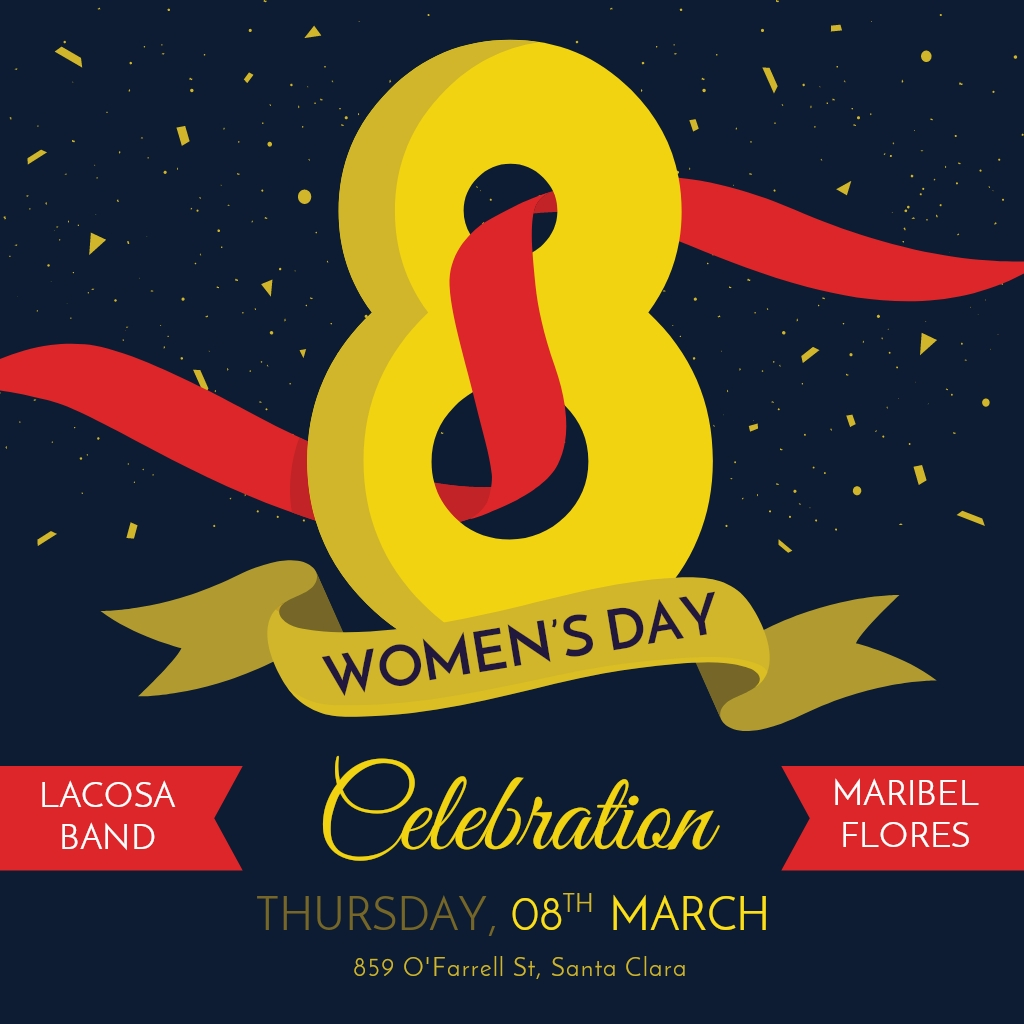 8
WOMEN'S DAY
LACOSA
BAND
Celebration
MARIBEL
FLORES
THURSDAY, 08TH MARCH
859 O'Farrell St, Santa Clara